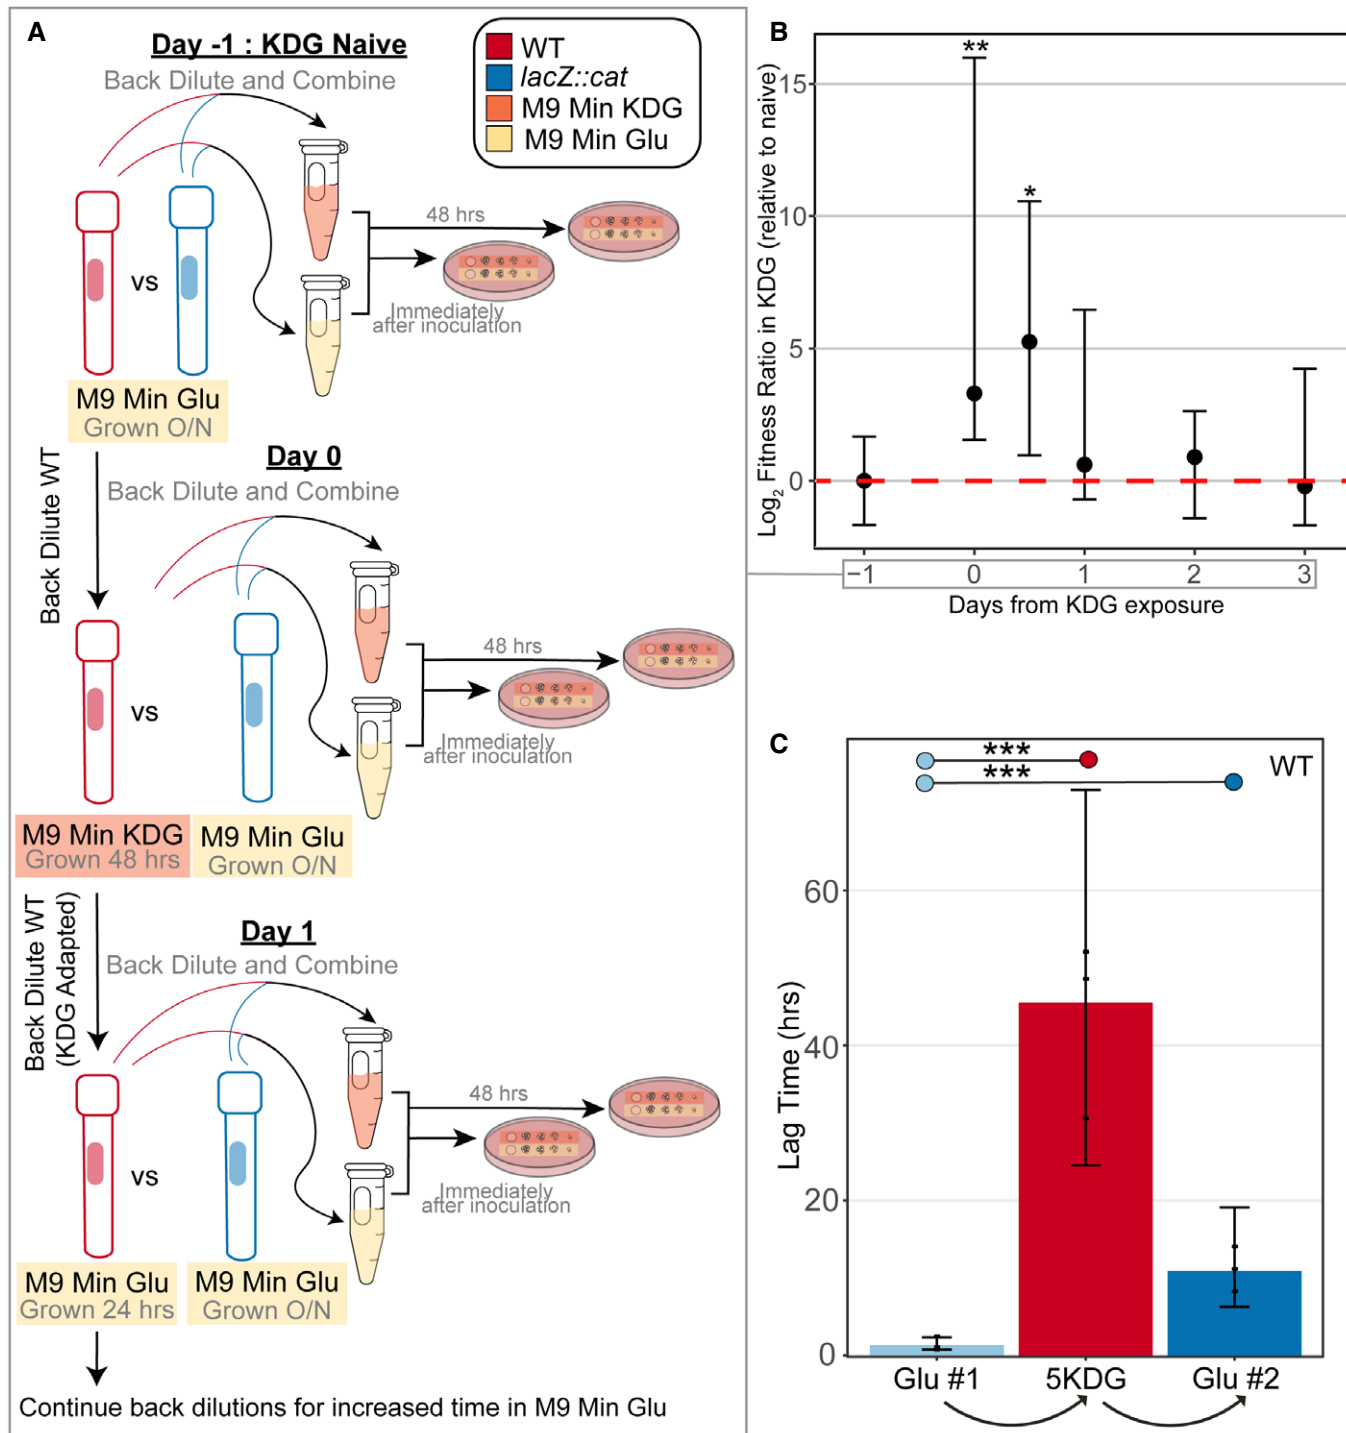 A
Day -1 : KDG Naive
Back Dilute and Combine
WT
lacZ::cat
M9 Min KDG
M9 Min Glu
vs
48 hrs
Immediately
after inoculation
M9 Min Glu
Grown O/N
Back Dilute WT
Day 0
Back Dilute and Combine
vs
48 hrs
Immediately
after inoculation
M9 Min KDG
Grown 48 hrs
M9 Min Glu
Grown O/N
Back Dilute WT
(KDG Adapted)
Day 1
Back Dilute and Combine
vs
48 hrs
Immediately
after inoculation
M9 Min Glu
Grown 24 hrs
M9 Min Glu
Grown O/N
Continue back dilutions for increased time in M9 Min Glu
B
Log2 Fitness Ratio in KDG (relative to naive)
15
10
5
0
**
*
−1 0 1 2 3
Days from KDG exposure
C
WT
***
***
Lag Time (hrs)
60
40
20
0
Glu #1 5KDG Glu #2